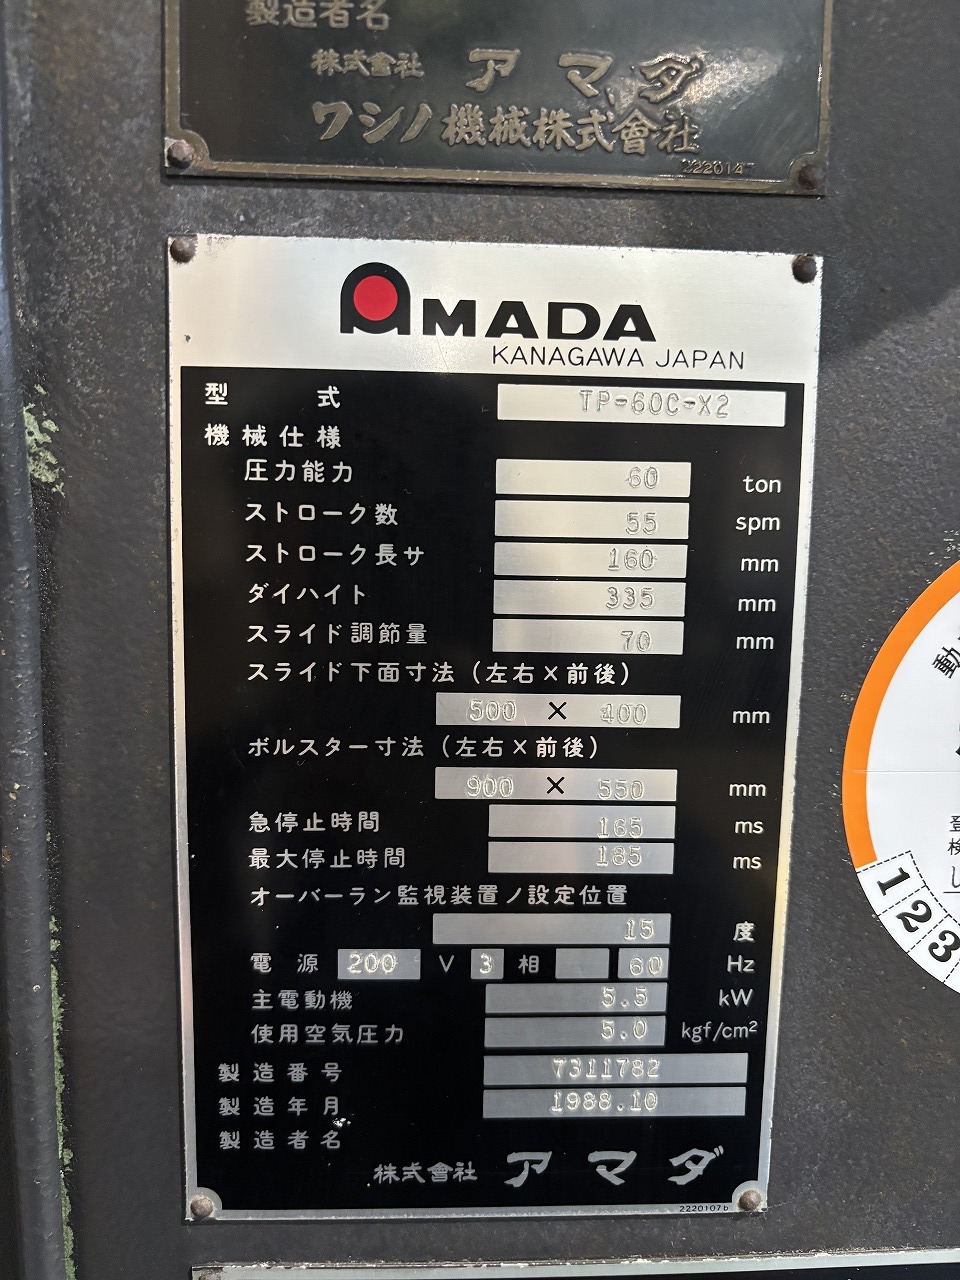 製造者名
株式會社 アマダ
ワシノ機械株式會社
222014
AMADA
KANAGAWA JAPAN
型式 TP-60C-X2
機械仕様
圧力能力 60 ton
ストローク数 55 spm
ストローク長サ 160 mm
ダイハイト 335 mm
スライド調節量 70 mm
スライド下面寸法(左右×前後)
500 × 400 mm
ボルスター寸法(左右×前後)
900 × 550 mm
急停止時間 165 ms
最大停止時間 185 ms
オーバーラン監視装置ノ設定位置
15 度
電源 200 V 3 相 60 Hz
主電動機 5.5 kW
使用空気圧力 5.0 kgf/cm²
製造番号 7311782
製造年月 1988.10
製造者名
株式會社 アマダ
2220107b
動
登
検
し
1
2
3